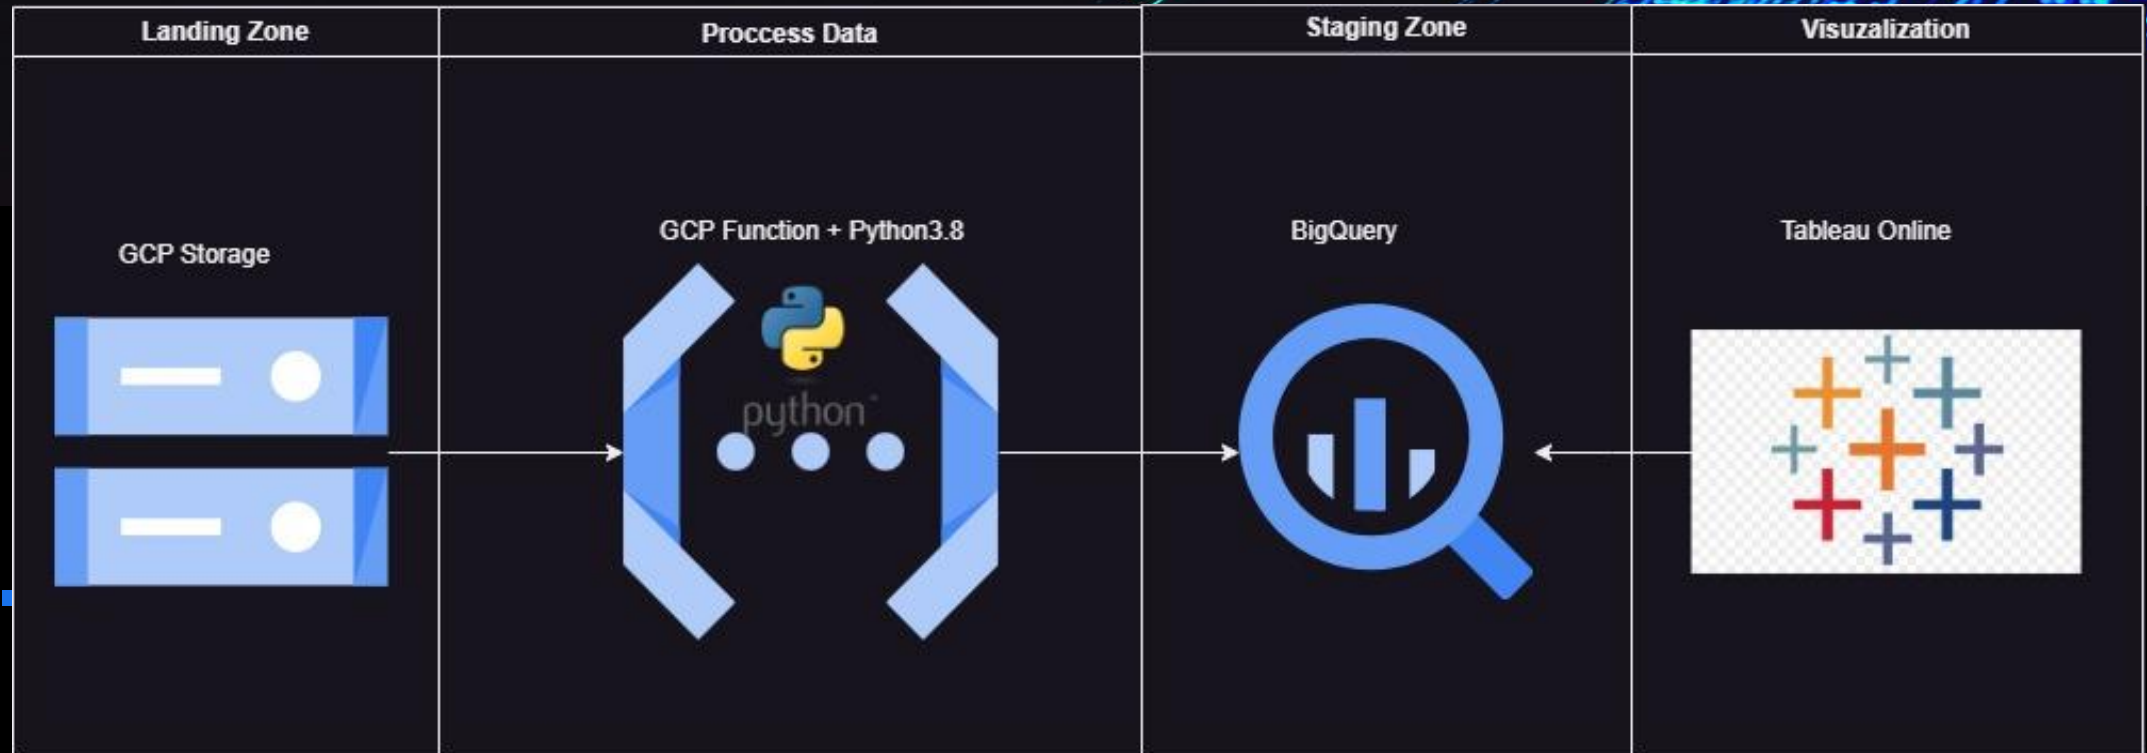 Landing Zone
Proccess Data
Staging Zone
Visuzalization
GCP Storage
GCP Function + Python3.8
python
BigQuery
Tableau Online